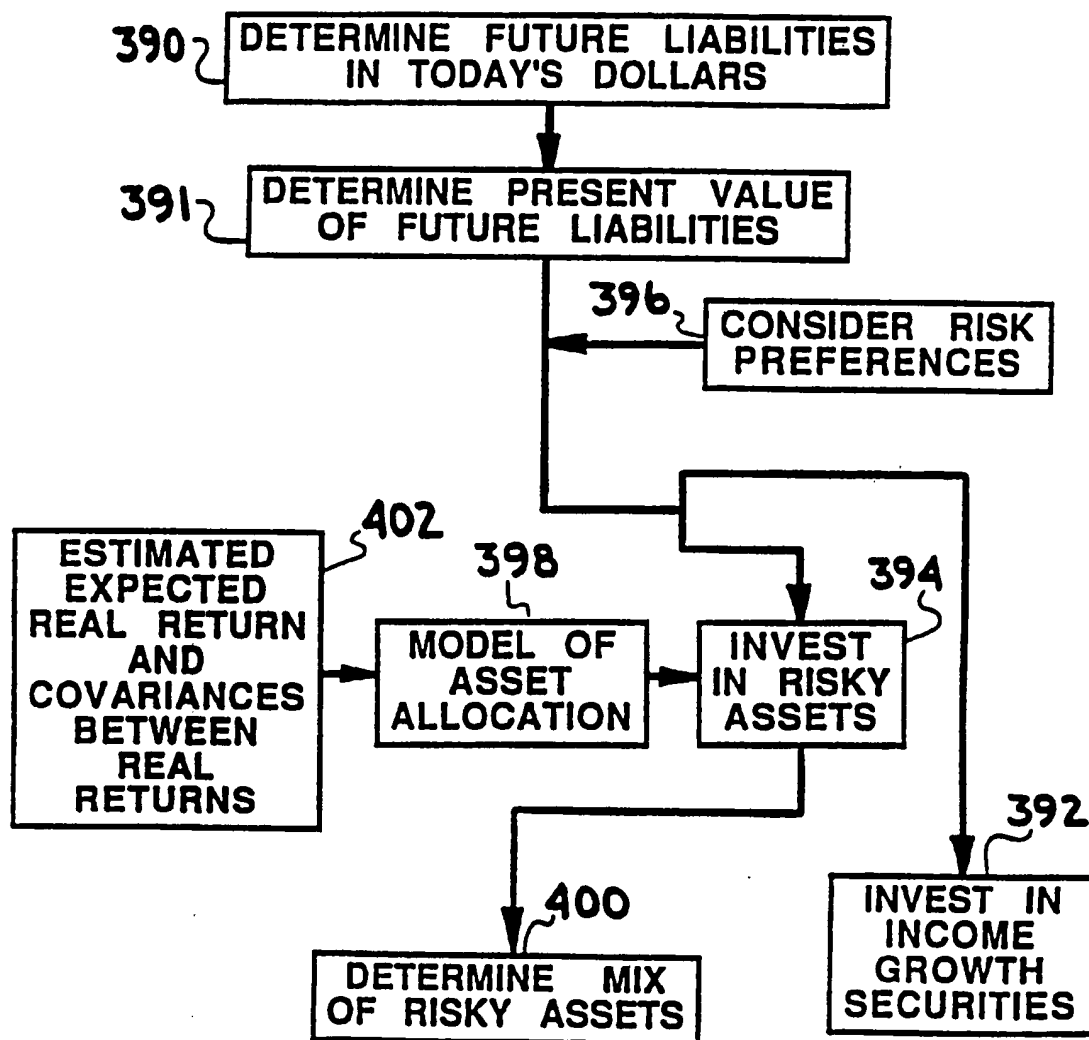 390
DETERMINE FUTURE LIABILITIES
IN TODAY'S DOLLARS
391
DETERMINE PRESENT VALUE
OF FUTURE LIABILITIES
396
CONSIDER RISK
PREFERENCES
402
ESTIMATED
EXPECTED
REAL RETURN
AND
COVARIANCES
BETWEEN
REAL
RETURNS
398
MODEL OF
ASSET
ALLOCATION
394
INVEST
IN RISKY
ASSETS
392
INVEST IN
INCOME
GROWTH
SECURITIES
400
DETERMINE MIX
OF RISKY ASSETS